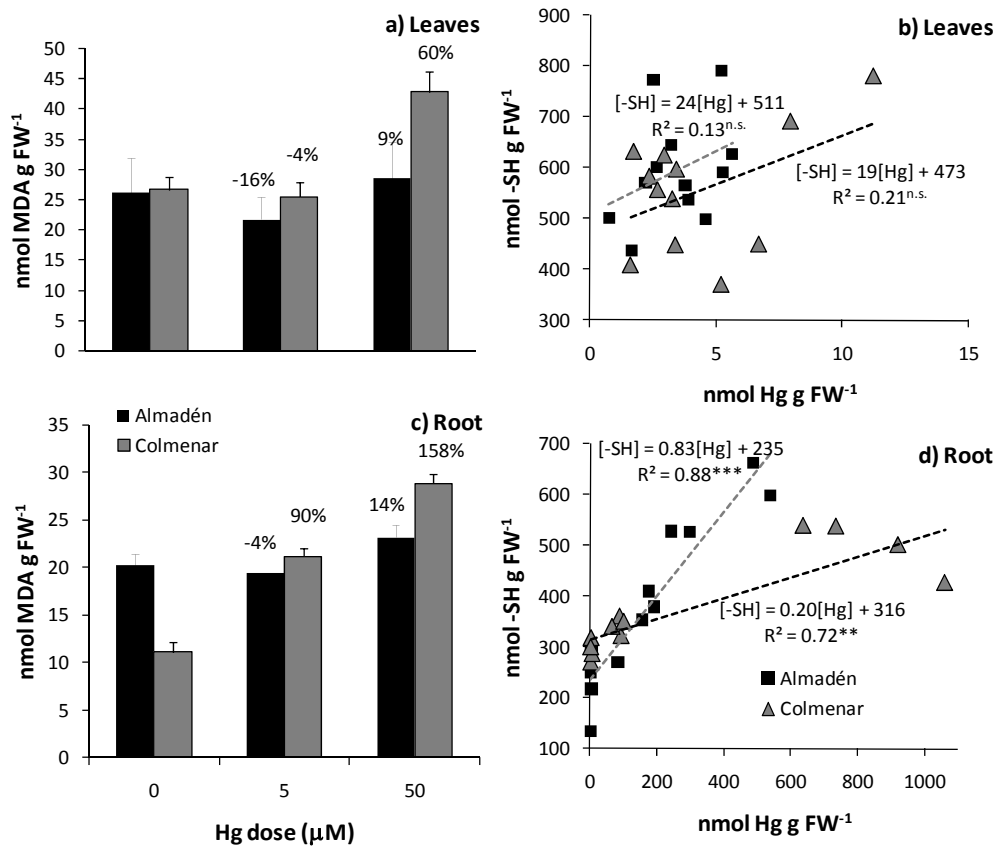 a) Leaves
50
45
40
35
30
25
20
15
10
5
0
nmol MDA g FW⁻¹
-16%
-4%
9%
60%
b) Leaves
900
800
700
600
500
400
300
nmol -SH g FW⁻¹
[-SH] = 24[Hg] + 511
R² = 0.13ⁿ·ˢ·
[-SH] = 19[Hg] + 473
R² = 0.21ⁿ·ˢ·
0 5 10 15
nmol Hg g FW⁻¹
c) Root
Almadén
Colmenar
35
30
25
20
15
10
5
0
nmol MDA g FW⁻¹
-4%
90%
14%
158%
0 5 50
Hg dose (μM)
d) Root
700
600
500
400
300
200
100
nmol -SH g FW⁻¹
[-SH] = 0.83[Hg] + 235
R² = 0.88***
[-SH] = 0.20[Hg] + 316
R² = 0.72**
Almadén
Colmenar
0 200 400 600 800 1000
nmol Hg g FW⁻¹